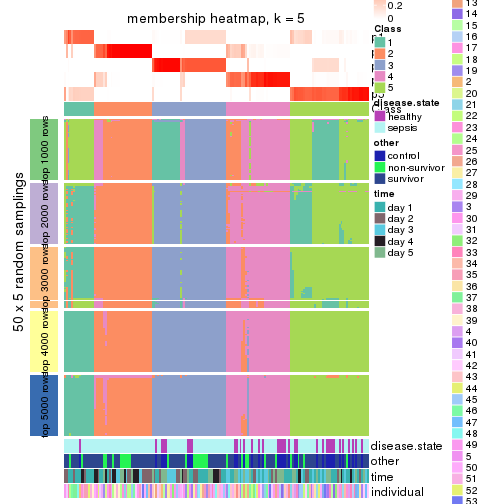 membership heatmap, k = 5
50 x 5 random samplings
top 1000 rows
top 2000 rows
top 3000 rows
top 4000 rows
top 5000 rows
disease.state
other
time
individual
0.2
0
Class
1
2
3
4
5
disease.state
healthy
sepsis
other
control
non-survivor
survivor
time
day 1
day 2
day 3
day 4
day 5
13
14
15
16
17
18
19
2
20
21
22
23
24
25
26
27
28
29
3
30
31
32
33
34
35
36
37
38
39
4
40
41
42
43
44
45
46
47
48
49
5
50
51
52
53